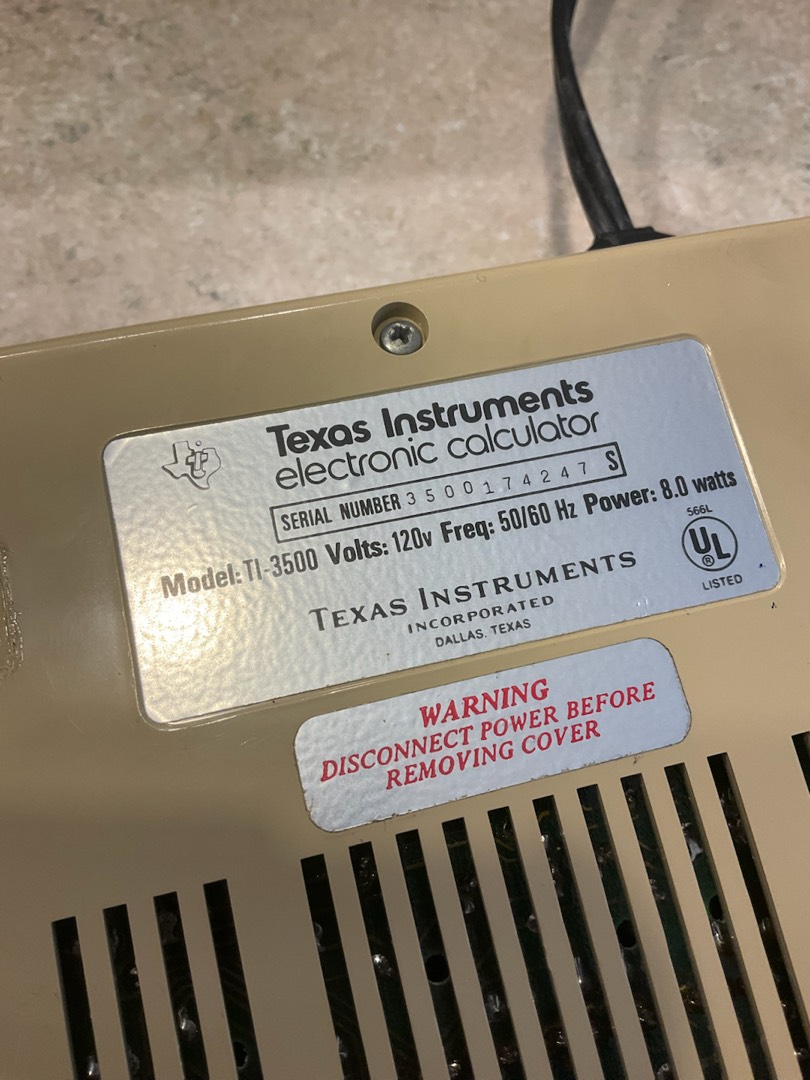 Texas Instruments
electronic calculator
SERIAL NUMBER 3500174247 S
Model: TI-3500 Volts: 120v Freq: 50/60 Hz Power: 8.0 watts
566L
UL
®
LISTED
TEXAS INSTRUMENTS
INCORPORATED
DALLAS, TEXAS
WARNING
DISCONNECT POWER BEFORE
REMOVING COVER